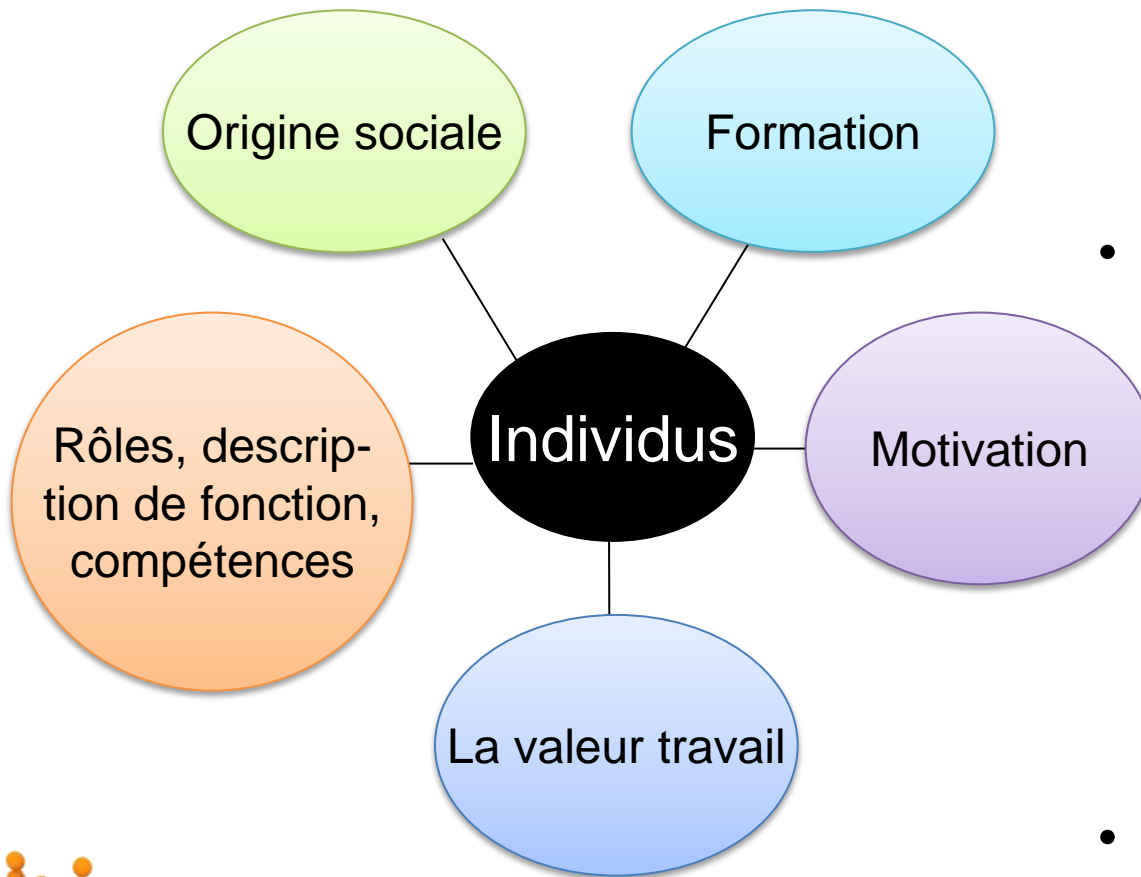 Origine sociale
Formation
Individus
Motivation
Rôles, descrip-
tion de fonction,
compétences
La valeur travail
•
•